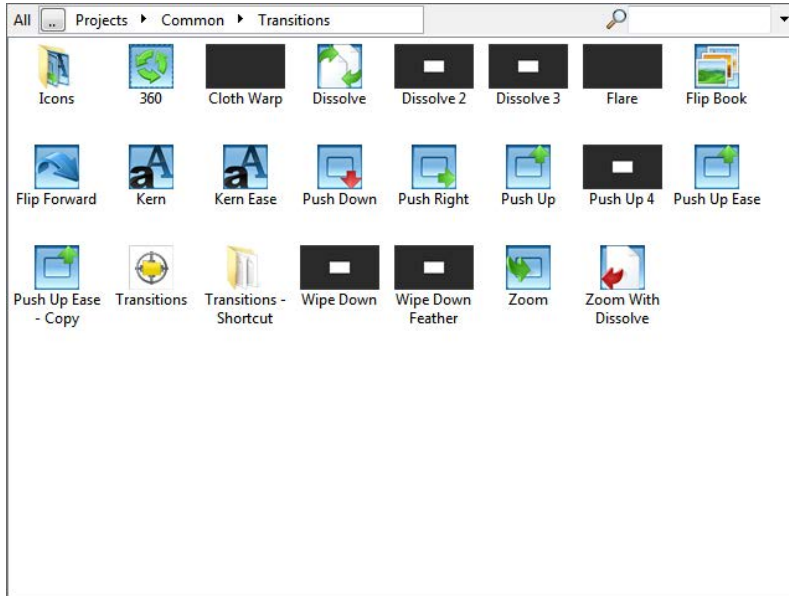 All .. Projects Common Transitions
Icons 360 Cloth Warp Dissolve Dissolve 2 Dissolve 3 Flare Flip Book
Flip Forward Kern Kern Ease Push Down Push Right Push Up Push Up 4 Push Up Ease
Push Up Ease Transitions Transitions - Wipe Down Wipe Down Zoom Zoom With
- Copy Shortcut Feather Dissolve